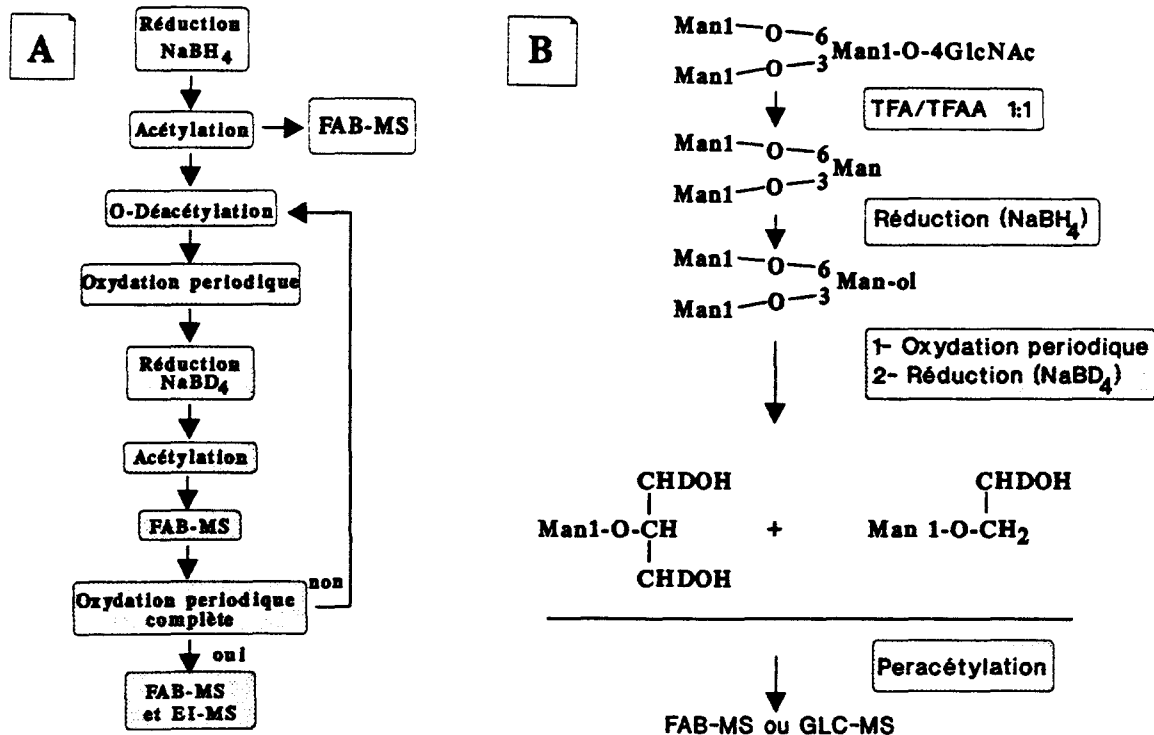 A
Réduction
NaBH4
Acétylation
FAB-MS
O-Déacétylation
Oxydation periodique
Réduction
NaBD4
Acétylation
FAB-MS
non
Oxydation periodique
complète
oui
FAB-MS
et EI-MS
B
Man1-O-6
Man1-O-4GlcNAc
Man1-O-3
TFA/TFAA 1:1
Man1-O-6
Man
Man1-O-3
Réduction (NaBH4)
Man1-O-6
Man-ol
Man1-O-3
1- Oxydation periodique
2- Réduction (NaBD4)
CHDOH
CHDOH
Man1-O-CH
+
Man 1-O-CH2
CHDOH
Peracétylation
FAB-MS ou GLC-MS